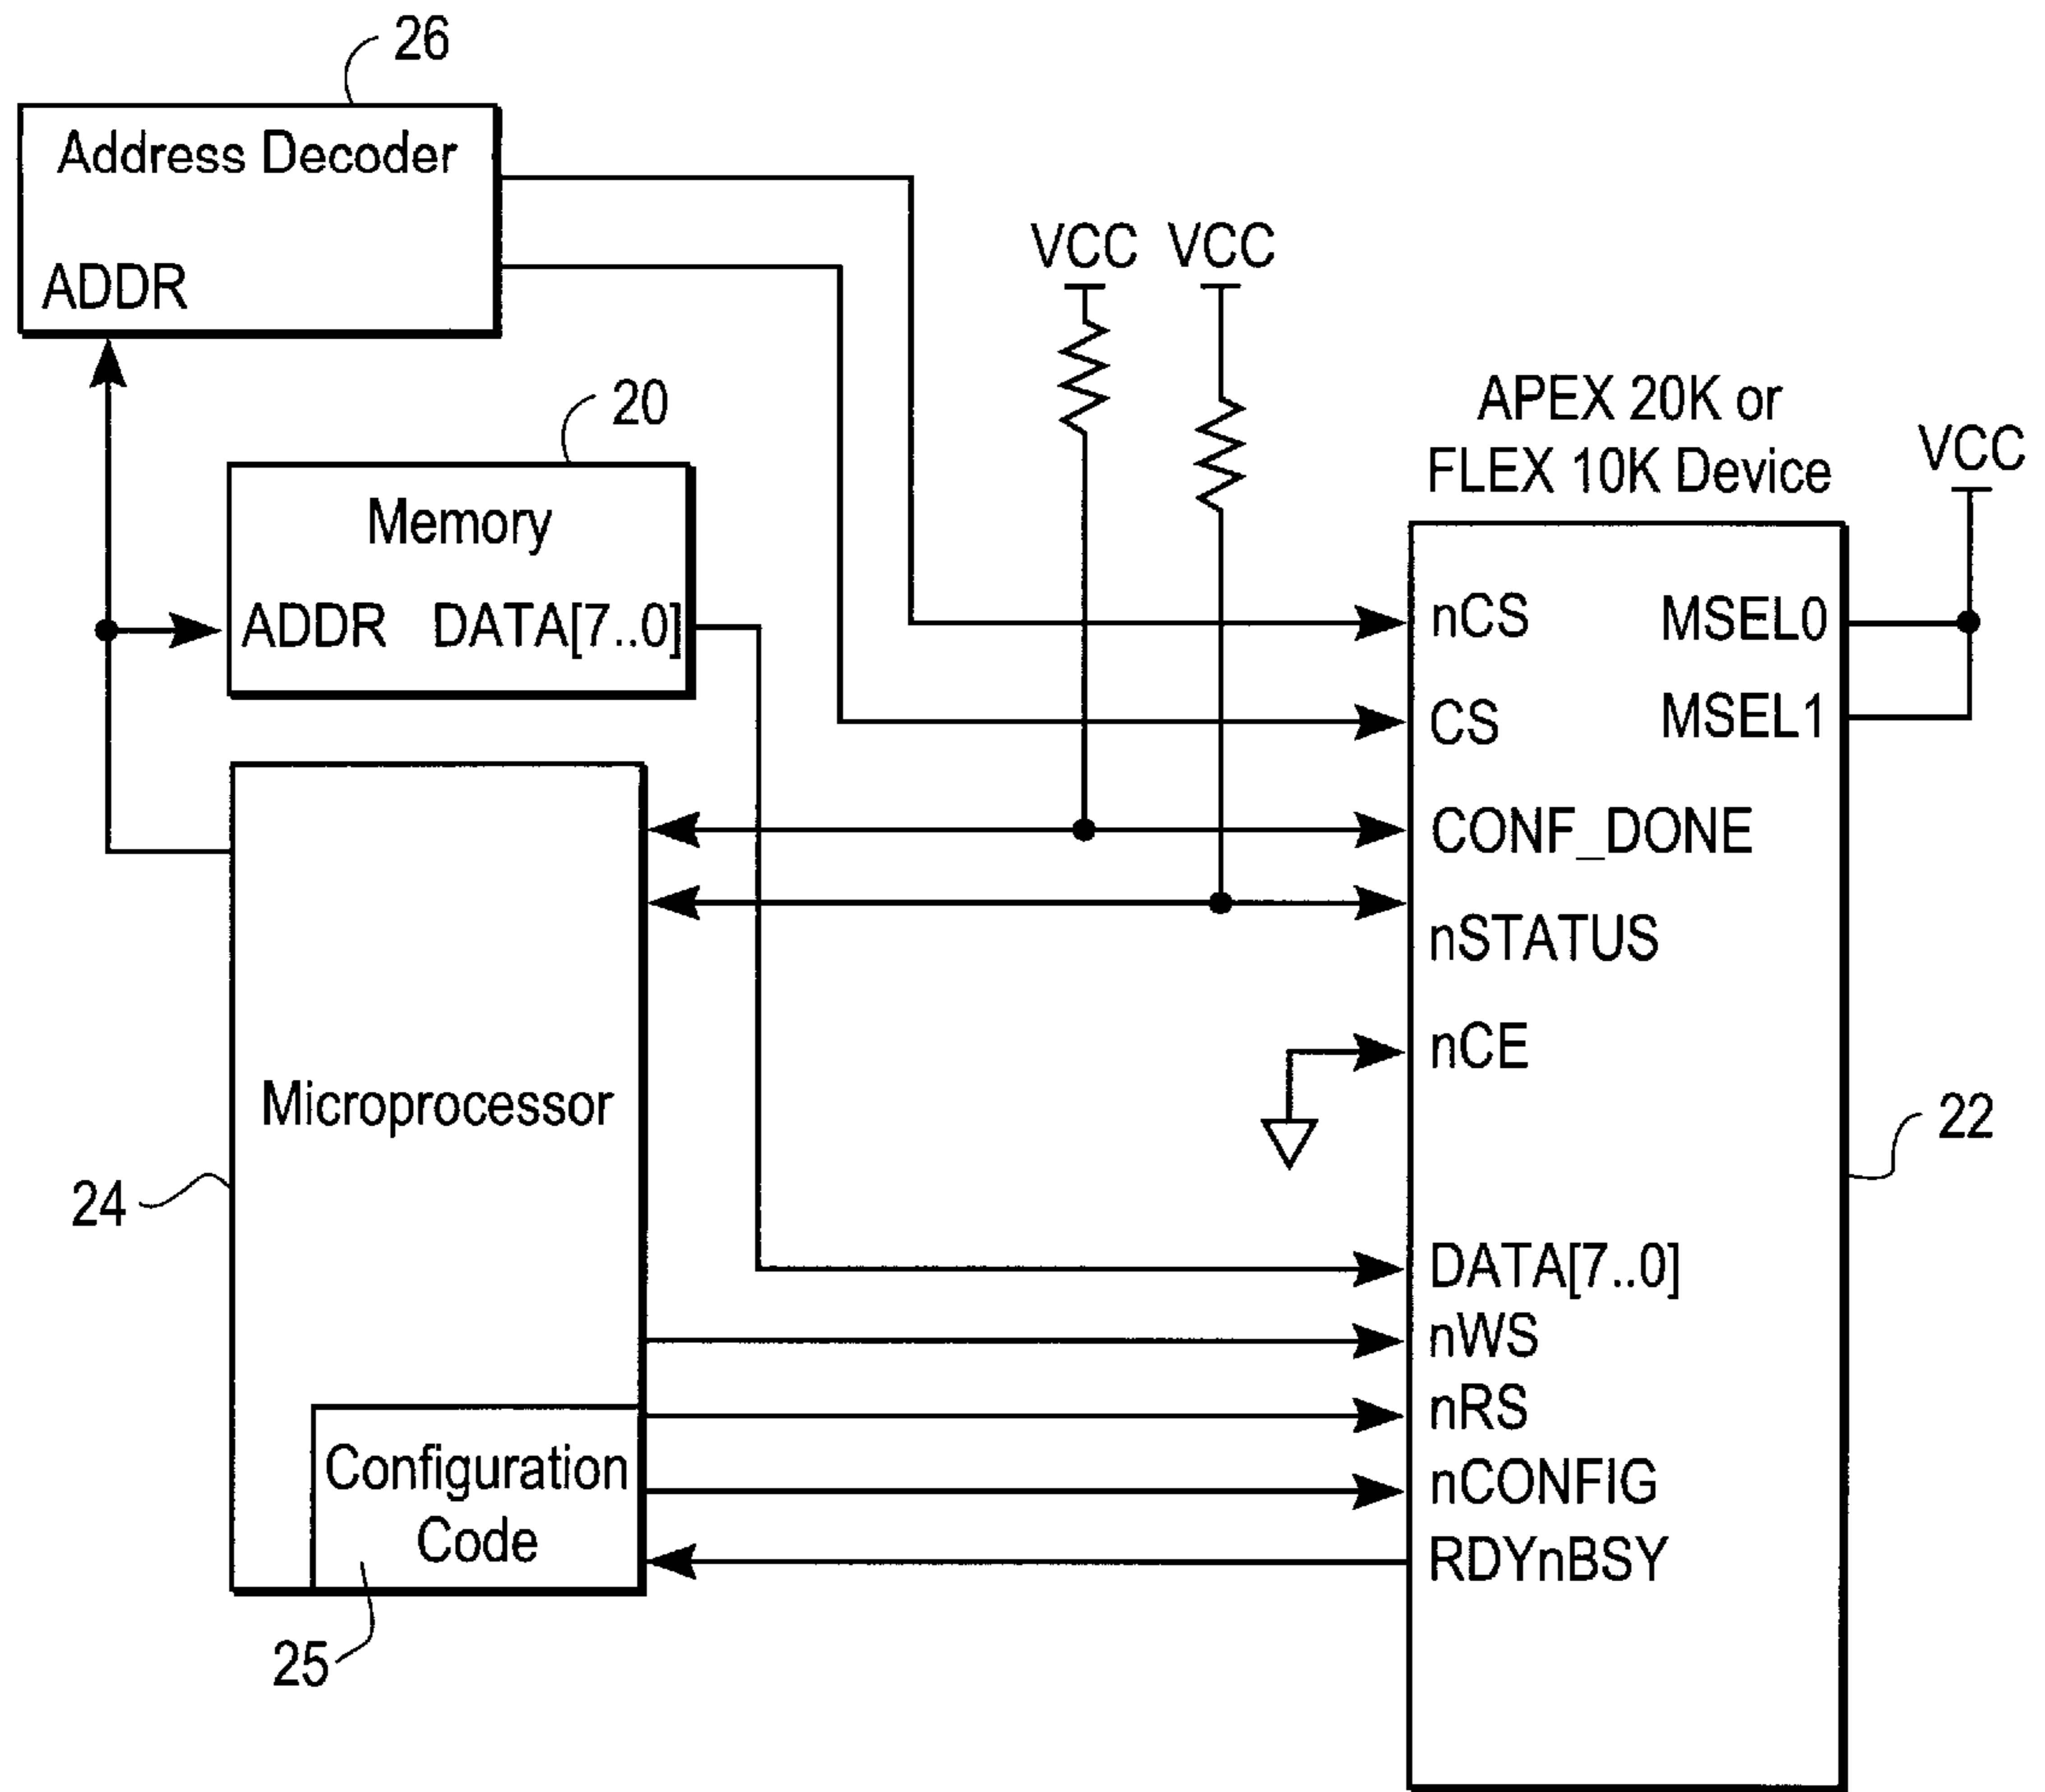 26
Address Decoder
ADDR
VCC VCC
20
APEX 20K or
FLEX 10K Device
VCC
Memory
ADDR DATA[7..0]
nCS MSEL0
CS MSEL1
CONF_DONE
nSTATUS
nCE
Microprocessor
22
24
DATA[7..0]
nWS
nRS
Configuration
Code
nCONFIG
RDYnBSY
25